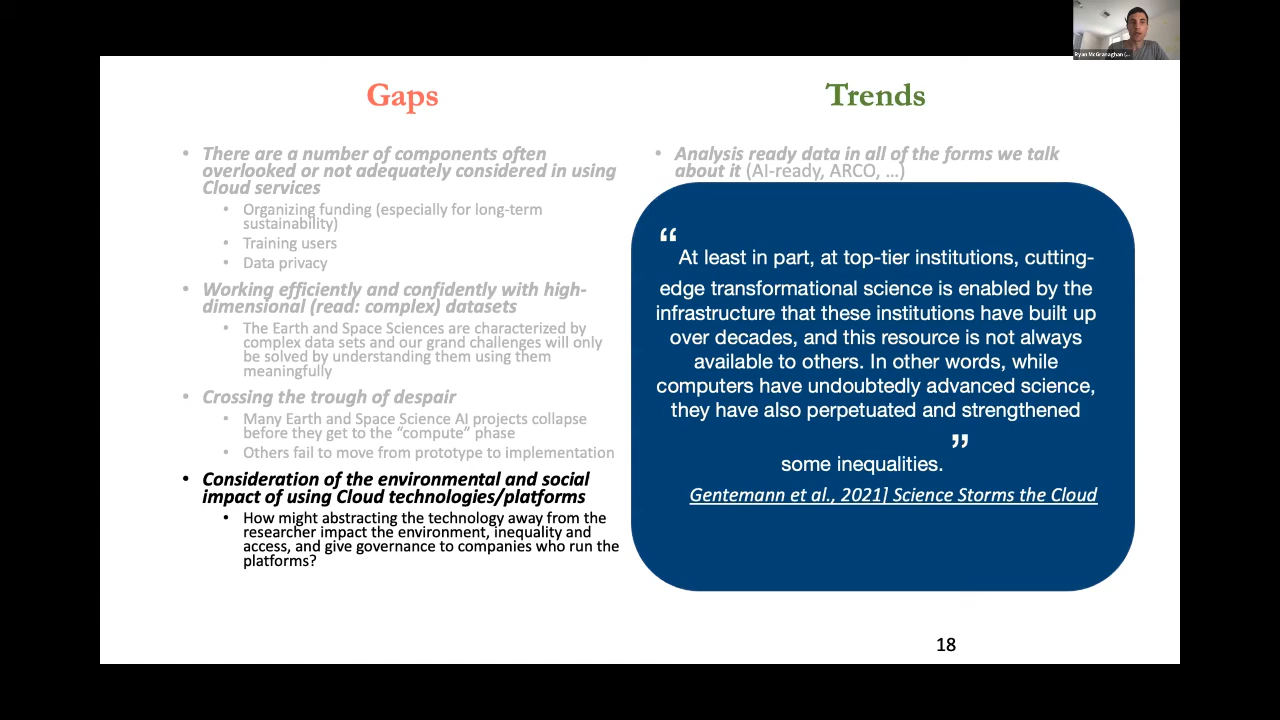 Ryan McGranaghan (...
Gaps
• There are a number of components often
overlooked or not adequately considered in using
Cloud services
• Organizing funding (especially for long-term
sustainability)
• Training users
• Data privacy
• Working efficiently and confidently with high-
dimensional (read: complex) datasets
• The Earth and Space Sciences are characterized by
complex data sets and our grand challenges will only
be solved by understanding them using them
meaningfully
• Crossing the trough of despair
• Many Earth and Space Science AI projects collapse
before they get to the “compute” phase
• Others fail to move from prototype to implementation
• Consideration of the environmental and social
impact of using Cloud technologies/platforms
• How might abstracting the technology away from the
researcher impact the environment, inequality and
access, and give governance to companies who run the
platforms?
Trends
• Analysis ready data in all of the forms we talk
about it (AI-ready, ARCO, …)
“At least in part, at top-tier institutions, cutting-
edge transformational science is enabled by the
infrastructure that these institutions have built up
over decades, and this resource is not always
available to others. In other words, while
computers have undoubtedly advanced science,
they have also perpetuated and strengthened
some inequalities.”
Gentemann et al., 2021] Science Storms the Cloud
18